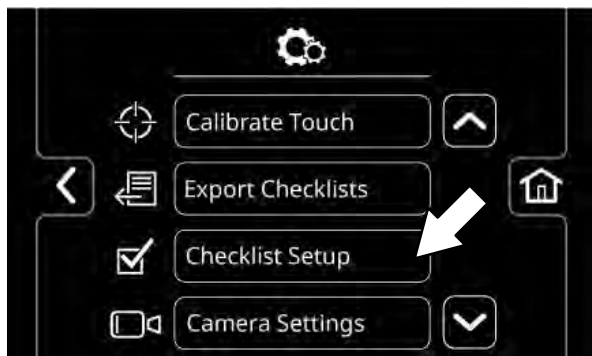 Calibrate Touch
Export Checklists
Checklist Setup
Camera Settings